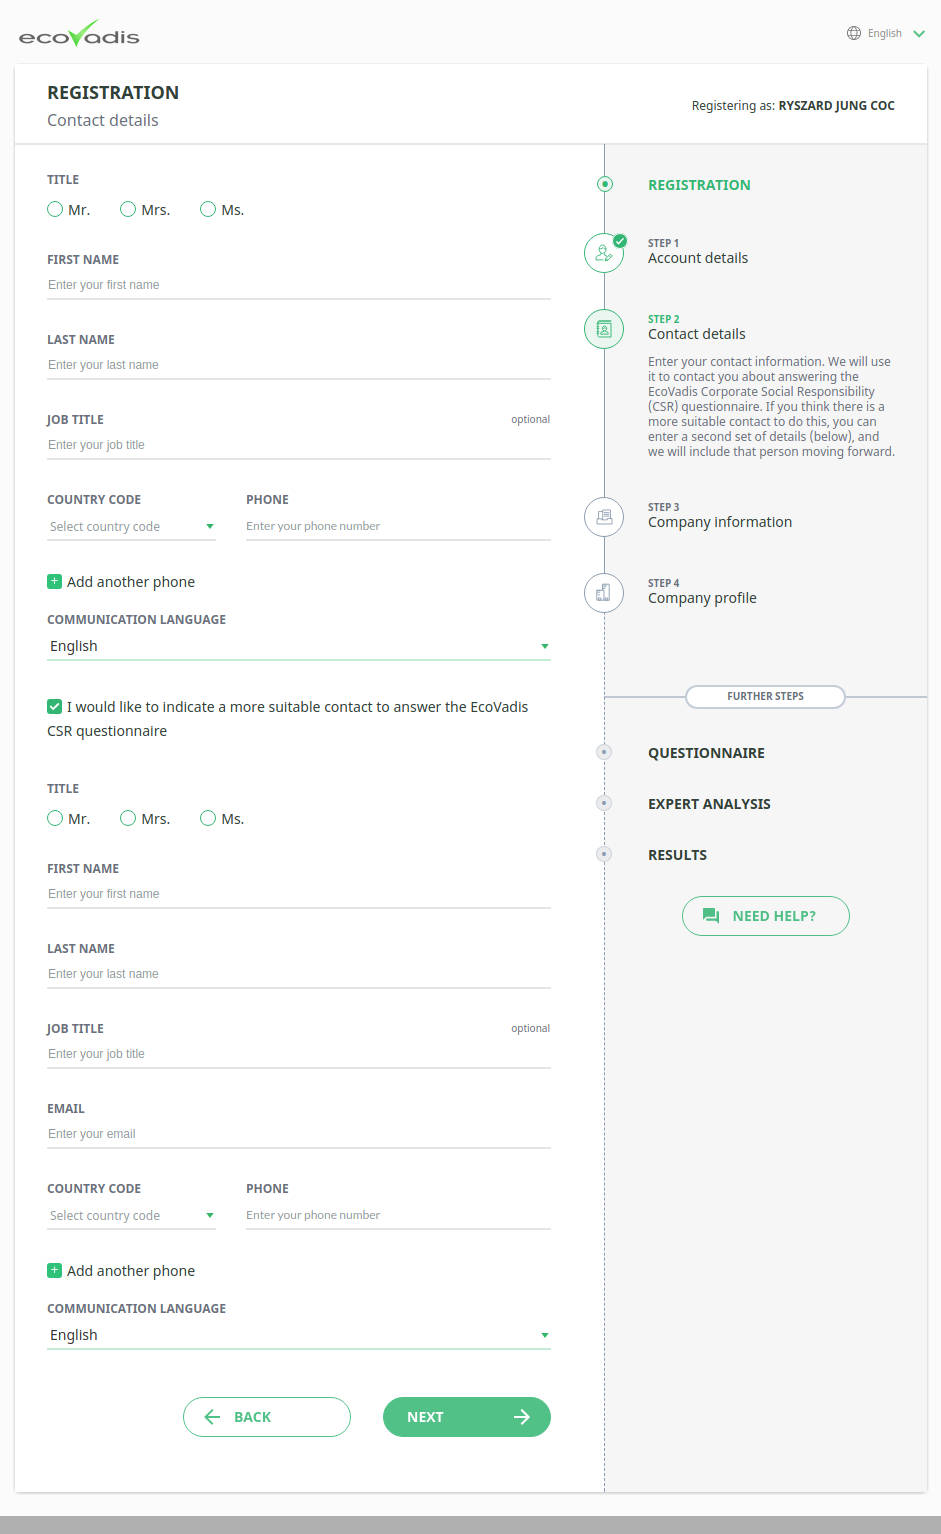 ecovadis
English
REGISTRATION
Contact details
Registering as: RYSZARD JUNG COC
TITLE
Mr.
Mrs.
Ms.
FIRST NAME
Enter your first name
LAST NAME
Enter your last name
JOB TITLE
optional
Enter your job title
COUNTRY CODE
PHONE
Select country code
Enter your phone number
Add another phone
COMMUNICATION LANGUAGE
English
I would like to indicate a more suitable contact to answer the EcoVadis
CSR questionnaire
TITLE
Mr.
Mrs.
Ms.
FIRST NAME
Enter your first name
LAST NAME
Enter your last name
JOB TITLE
optional
Enter your job title
EMAIL
Enter your email
COUNTRY CODE
PHONE
Select country code
Enter your phone number
Add another phone
COMMUNICATION LANGUAGE
English
BACK
NEXT
REGISTRATION
STEP 1
Account details
STEP 2
Contact details
Enter your contact information. We will use
it to contact you about answering the
EcoVadis Corporate Social Responsibility
(CSR) questionnaire. If you think there is a
more suitable contact to do this, you can
enter a second set of details (below), and
we will include that person moving forward.
STEP 3
Company information
STEP 4
Company profile
FURTHER STEPS
QUESTIONNAIRE
EXPERT ANALYSIS
RESULTS
NEED HELP?